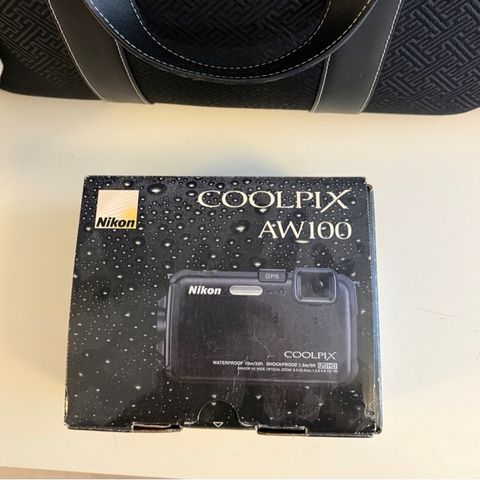 Nikon
COOLPIX
AW100
GPS
Nikon
COOLPIX
WATERPROOF 10m/33ft SHOCKPROOF 1.5m/5ft